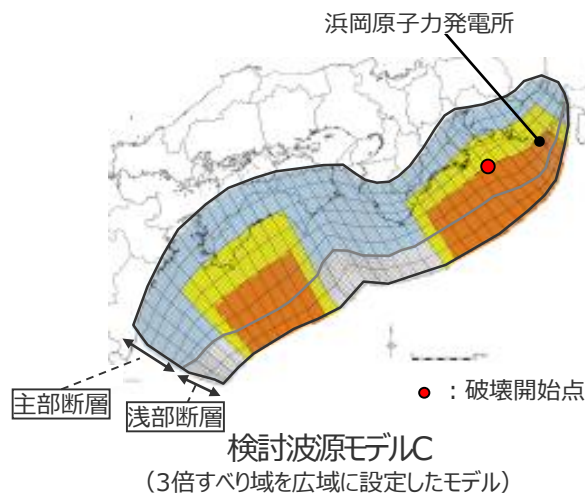 浜岡原子力発電所
主部断層
浅部断層
：破壊開始点
検討波源モデルC
（3倍すべり域を広域に設定したモデル）